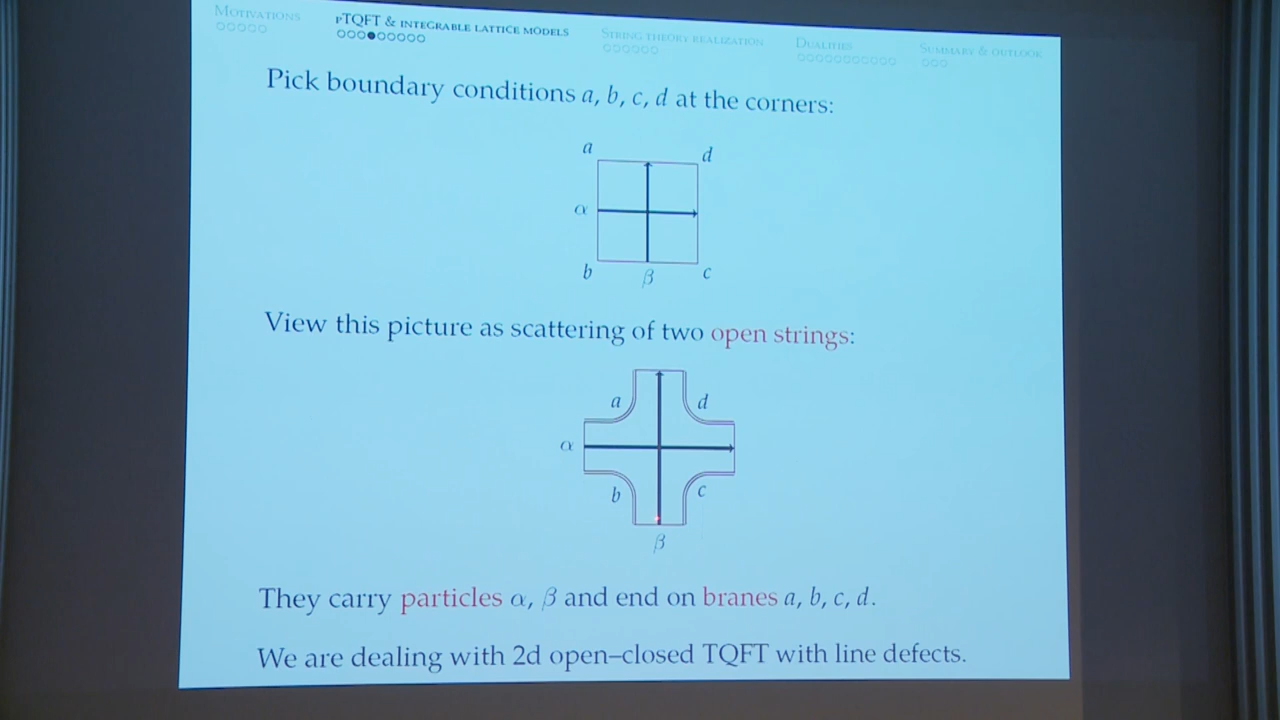 MOTIVATIONS
PTQFT & INTEGRABLE LATTICE MODELS
STRING THEORY REALIZATION
DUALITIES
SUMMARY & OUTLOOK
Pick boundary conditions a, b, c, d at the corners:
a
d
α
b
β
c
View this picture as scattering of two open strings:
a
d
α
b
c
β
They carry particles α, β and end on branes a, b, c, d.
We are dealing with 2d open–closed TQFT with line defects.